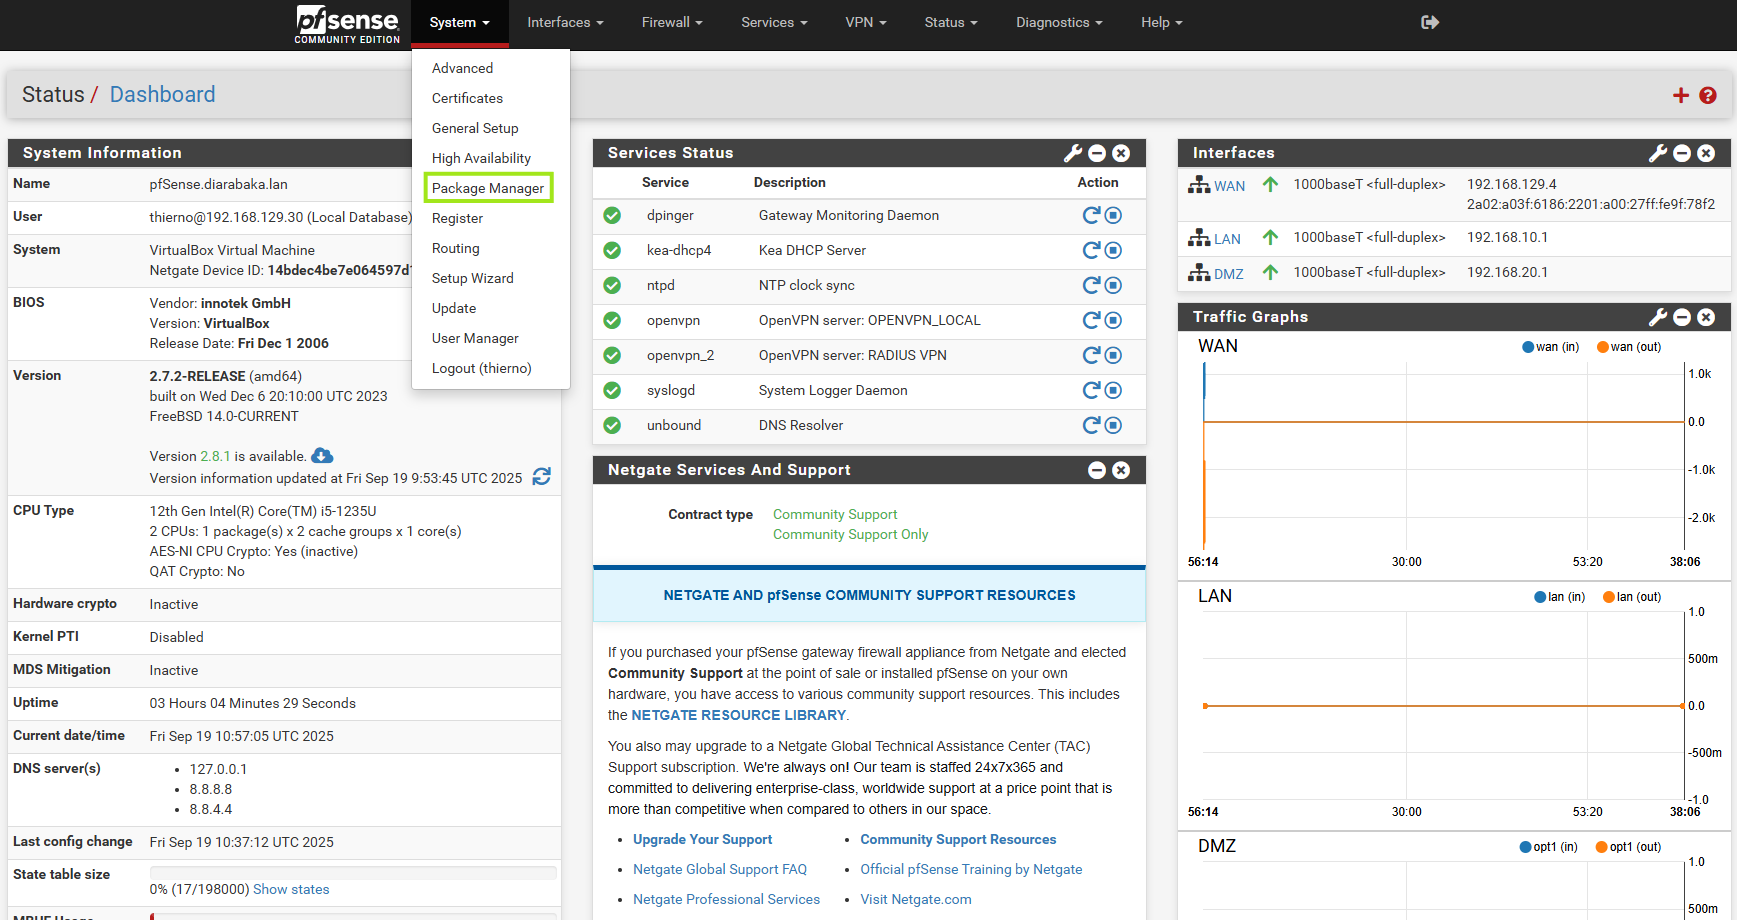 pfsense
COMMUNITY EDITION
System
Interfaces
Firewall
Services
VPN
Status
Diagnostics
Help
Advanced
Certificates
General Setup
High Availability
Package Manager
Register
Routing
Setup Wizard
Update
User Manager
Logout (thierno)
Status / Dashboard
System Information
Name pfSense.diarabaka.lan
User thierno@192.168.129.30 (Local Database)
System VirtualBox Virtual Machine
Netgate Device ID: 14bdec4be7e064597d
BIOS Vendor: innotek GmbH
Version: VirtualBox
Release Date: Fri Dec 1 2006
Version 2.7.2-RELEASE (amd64)
built on Wed Dec 6 20:10:00 UTC 2023
FreeBSD 14.0-CURRENT
Version 2.8.1 is available.
Version information updated at Fri Sep 19 9:53:45 UTC 2025
CPU Type 12th Gen Intel(R) Core(TM) i5-1235U
2 CPUs: 1 package(s) x 2 cache groups x 1 core(s)
AES-NI CPU Crypto: Yes (inactive)
QAT Crypto: No
Hardware crypto Inactive
Kernel PTI Disabled
MDS Mitigation Inactive
Uptime 03 Hours 04 Minutes 29 Seconds
Current date/time Fri Sep 19 10:57:05 UTC 2025
DNS server(s)
• 127.0.0.1
• 8.8.8.8
• 8.8.4.4
Last config change Fri Sep 19 10:37:12 UTC 2025
State table size
0% (17/198000) Show states
Services Status
Service Description Action
dpinger Gateway Monitoring Daemon
kea-dhcp4 Kea DHCP Server
ntpd NTP clock sync
openvpn OpenVPN server: OPENVPN_LOCAL
openvpn_2 OpenVPN server: RADIUS VPN
syslogd System Logger Daemon
unbound DNS Resolver
Netgate Services And Support
Contract type Community Support
Community Support Only
NETGATE AND pfSense COMMUNITY SUPPORT RESOURCES
If you purchased your pfSense gateway firewall appliance from Netgate and elected
Community Support at the point of sale or installed pfSense on your own
hardware, you have access to various community support resources. This includes
the NETGATE RESOURCE LIBRARY.
You also may upgrade to a Netgate Global Technical Assistance Center (TAC)
Support subscription. We're always on! Our team is staffed 24x7x365 and
committed to delivering enterprise-class, worldwide support at a price point that is
more than competitive when compared to others in our space.
• Upgrade Your Support • Community Support Resources
• Netgate Global Support FAQ • Official pfSense Training by Netgate
• Netgate Professional Services • Visit Netgate.com
Interfaces
WAN 1000baseT <full-duplex> 192.168.129.4
2a02:a03f:6186:2201:a00:27ff:fe9f:78f2
LAN 1000baseT <full-duplex> 192.168.10.1
DMZ 1000baseT <full-duplex> 192.168.20.1
Traffic Graphs
WAN wan (in) wan (out)
1.0k
0.0
-1.0k
-2.0k
56:14 30:00 53:20 38:06
LAN lan (in) lan (out)
1.0
500m
0.0
-500m
-1.0
56:14 30:00 53:20 38:06
DMZ opt1 (in) opt1 (out)
1.0
500m